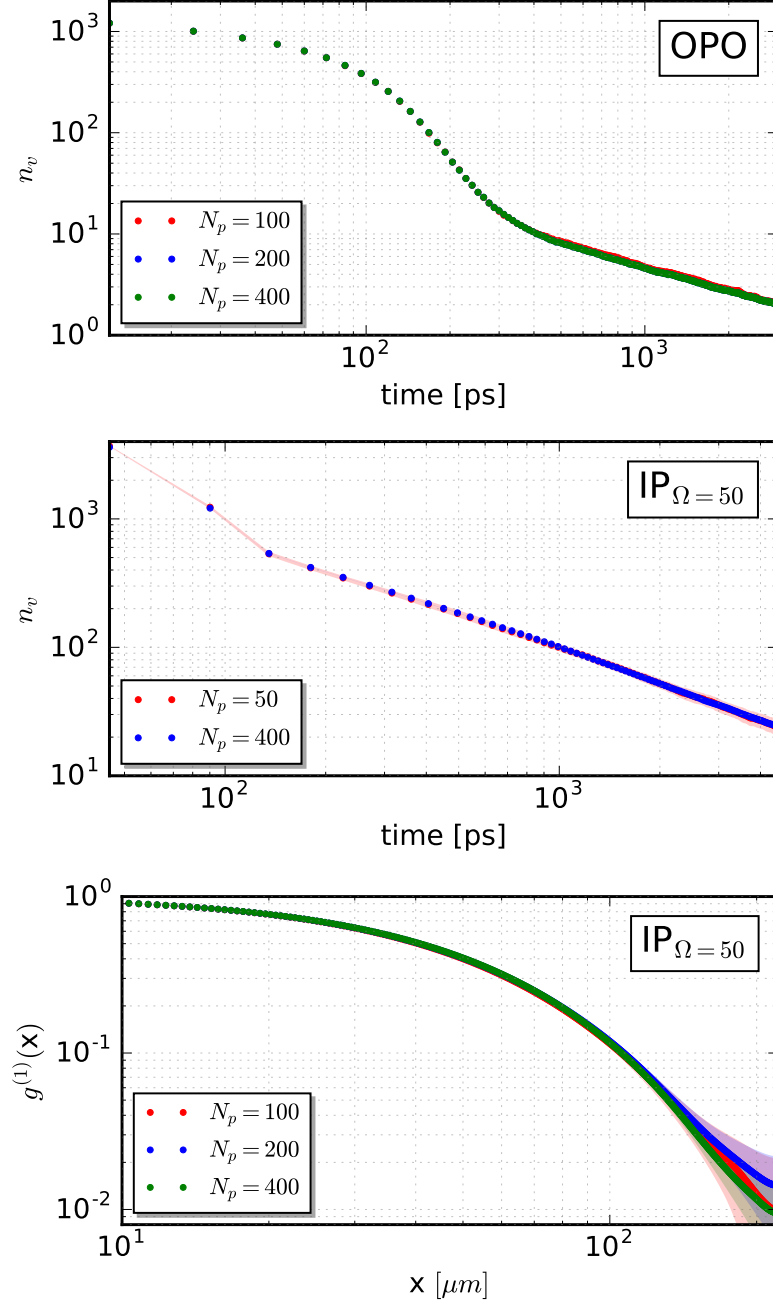 OPO
10³
10²
10¹
10⁰
n_v
N_p = 100
N_p = 200
N_p = 400
10² 10³
time [ps]
IP_Ω=50
10³
10²
10¹
n_v
N_p = 50
N_p = 400
10² 10³
time [ps]
IP_Ω=50
10⁰
10⁻¹
10⁻²
g⁽¹⁾(x)
N_p = 100
N_p = 200
N_p = 400
10¹ 10²
x [μm]